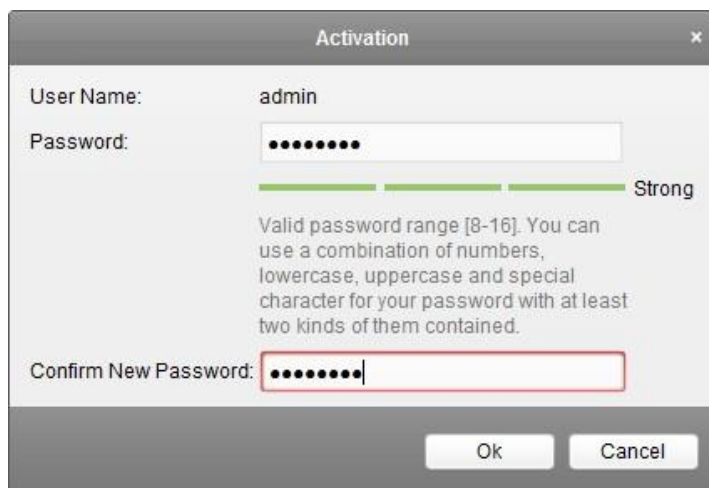 Activation ×
User Name: admin
Password: ●●●●●●●●
Strong
Valid password range [8-16]. You can
use a combination of numbers,
lowercase, uppercase and special
character for your password with at least
two kinds of them contained.
Confirm New Password: ●●●●●●●●
Ok Cancel